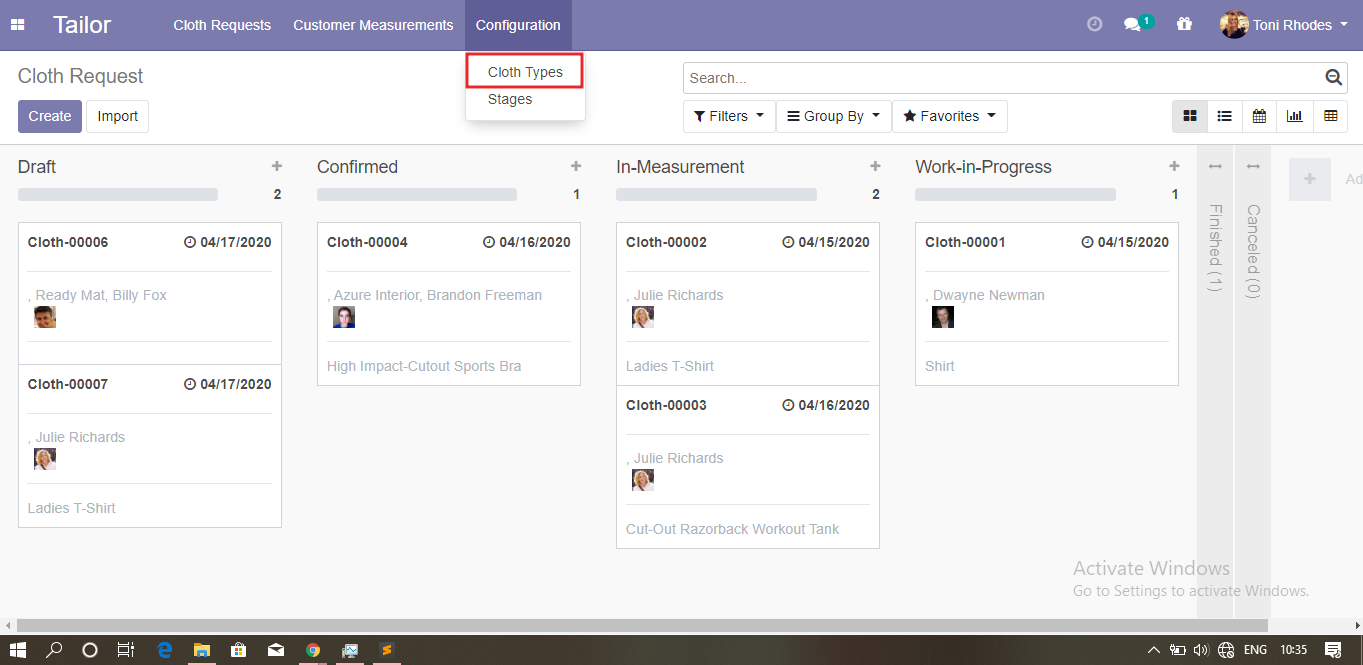 Tailor Cloth Requests Customer Measurements Configuration 1 Toni Rhodes
Cloth Types
Stages
Cloth Request
Search...
Create Import
Filters Group By Favorites
Draft
2
Confirmed
1
In-Measurement
2
Work-in-Progress
1
Finished (1)
Canceled (0)
Ad
Cloth-00006 04/17/2020
, Ready Mat, Billy Fox
Cloth-00007 04/17/2020
, Julie Richards
Ladies T-Shirt
Cloth-00004 04/16/2020
, Azure Interior, Brandon Freeman
High Impact-Cutout Sports Bra
Cloth-00002 04/15/2020
, Julie Richards
Ladies T-Shirt
Cloth-00003 04/16/2020
, Julie Richards
Cut-Out Razorback Workout Tank
Cloth-00001 04/15/2020
, Dwayne Newman
Shirt
Activate Windows
Go to Settings to activate Windows.
ENG 10:35